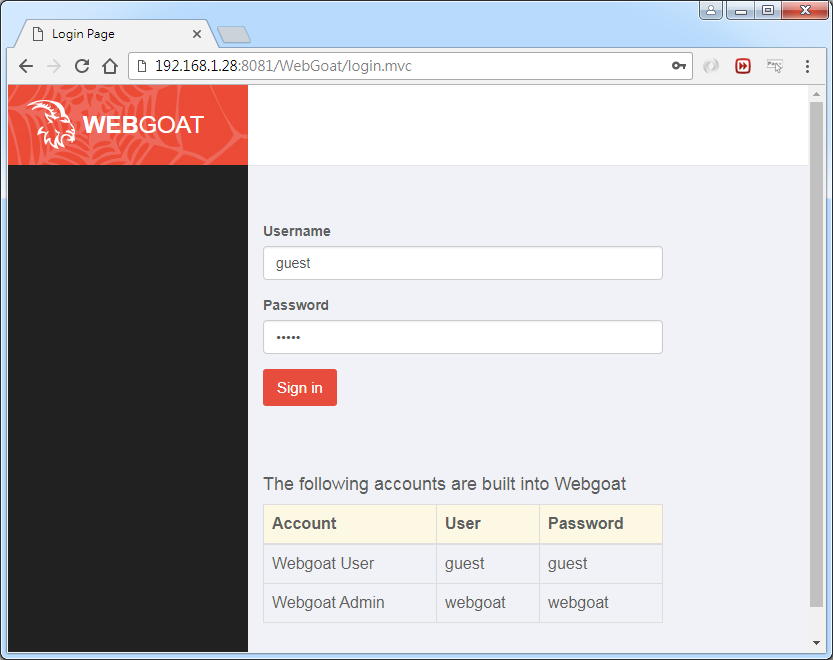 Login Page
192.168.1.28:8081/WebGoat/login.mvc
WEBGOAT
Username
guest
Password
•••••
Sign in
The following accounts are built into Webgoat
Account User Password
Webgoat User guest guest
Webgoat Admin webgoat webgoat